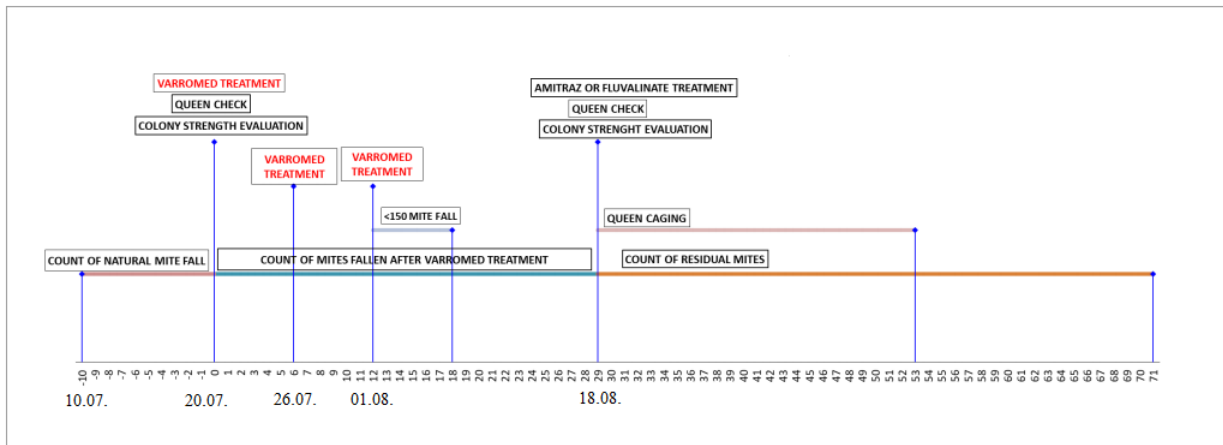 VARROMED TREATMENT
QUEEN CHECK
COLONY STRENGTH EVALUATION
AMITRAZ OR FLUVALINATE TREATMENT
QUEEN CHECK
COLONY STRENGHT EVALUATION
VARROMED
TREATMENT
VARROMED
TREATMENT
<150 MITE FALL
QUEEN CAGING
COUNT OF NATURAL MITE FALL
COUNT OF MITES FALLEN AFTER VARROMED TREATMENT
COUNT OF RESIDUAL MITES
-10 -9 -8 -7 -6 -5 -4 -3 -2 -1 0 1 2 3 4 5 6 7 8 9 10 11 12 13 14 15 16 17 18 19 20 21 22 23 24 25 26 27 28 29 30 31 32 33 34 35 36 37 38 39 40 41 42 43 44 45 46 47 48 49 50 51 52 53 54 55 56 57 58 59 60 61 62 63 64 65 66 67 68 69 70 71
10.07. 20.07. 26.07. 01.08. 18.08.